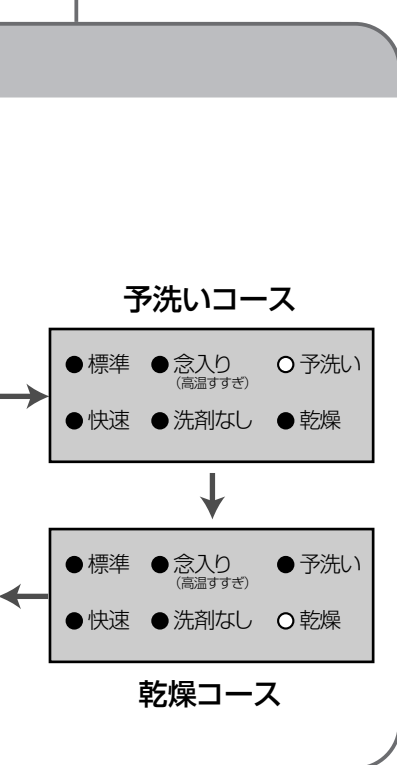 予洗いコース
●標準 ●念入り ○予洗い
(高温すすぎ)
●快速 ●洗剤なし ●乾燥
●標準 ●念入り ●予洗い
(高温すすぎ)
●快速 ●洗剤なし ○乾燥
乾燥コース